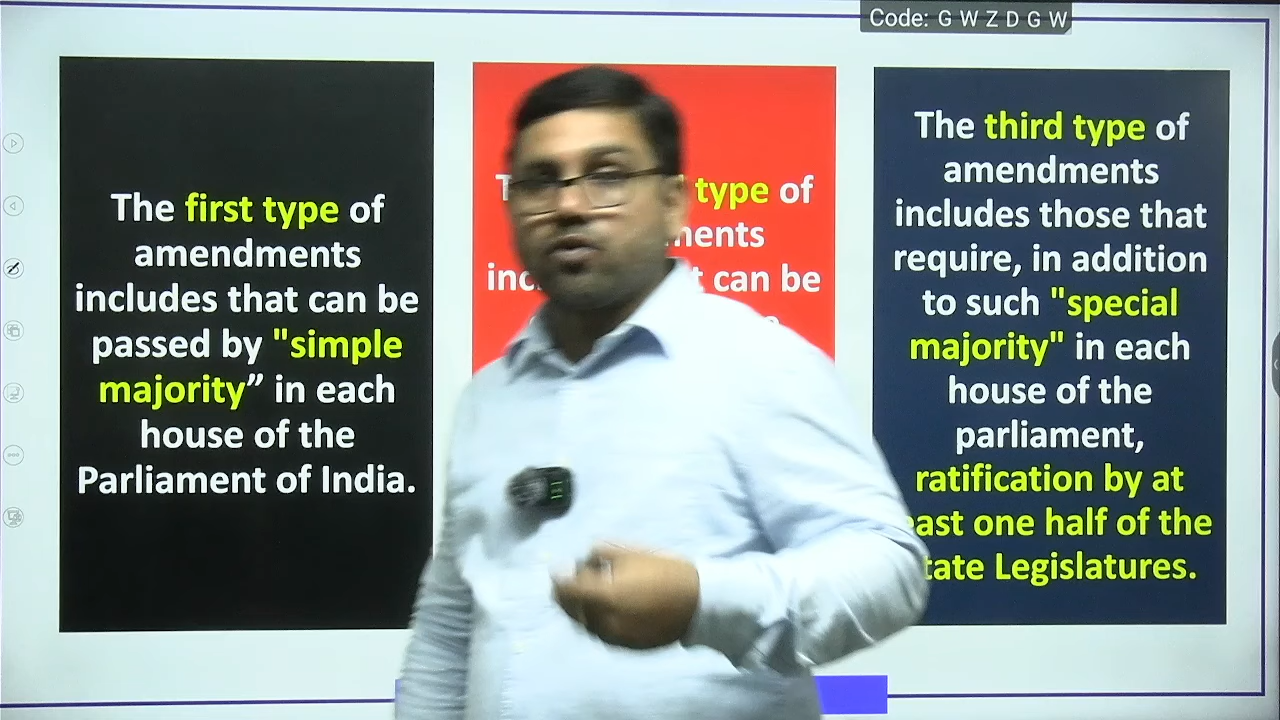 Code: G W Z D G W
The first type of
amendments
includes that can be
passed by "simple
majority” in each
house of the
Parliament of India.
type of
can be
The third type of
amendments
includes those that
require, in addition
to such "special
majority" in each
house of the
parliament,
ratification by at
east one half of the
tate Legislatures.